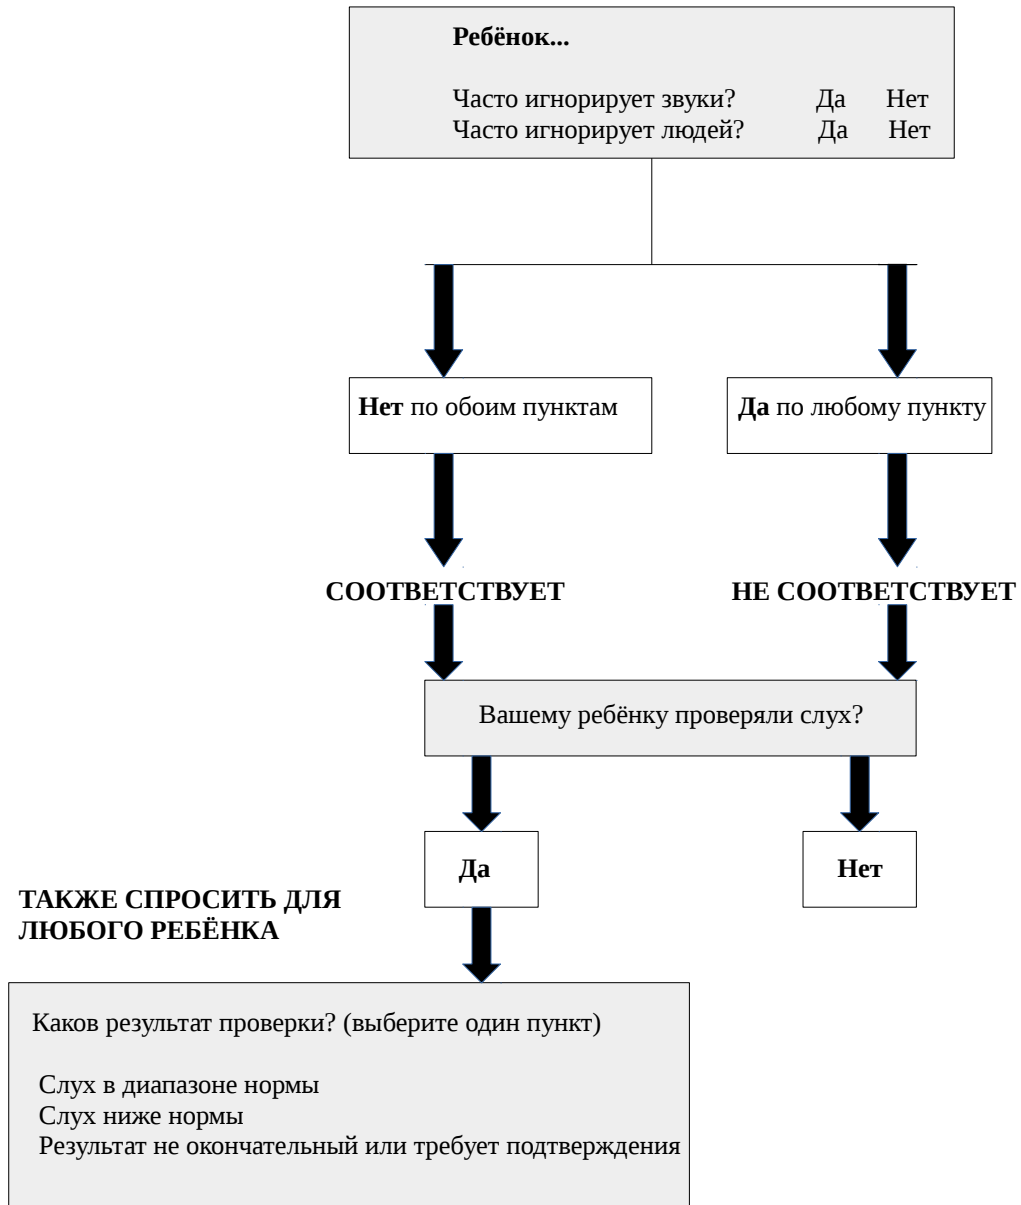 Ребёнок...
Часто игнорирует звуки? Да Нет
Часто игнорирует людей? Да Нет
Нет по обоим пунктам
Да по любому пункту
СООТВЕТСТВУЕТ
НЕ СООТВЕТСТВУЕТ
Вашему ребёнку проверяли слух?
Да
Нет
ТАКЖЕ СПРОСИТЬ ДЛЯ
ЛЮБОГО РЕБЁНКА
Каков результат проверки? (выберите один пункт)
Слух в диапазоне нормы
Слух ниже нормы
Результат не окончательный или требует подтверждения